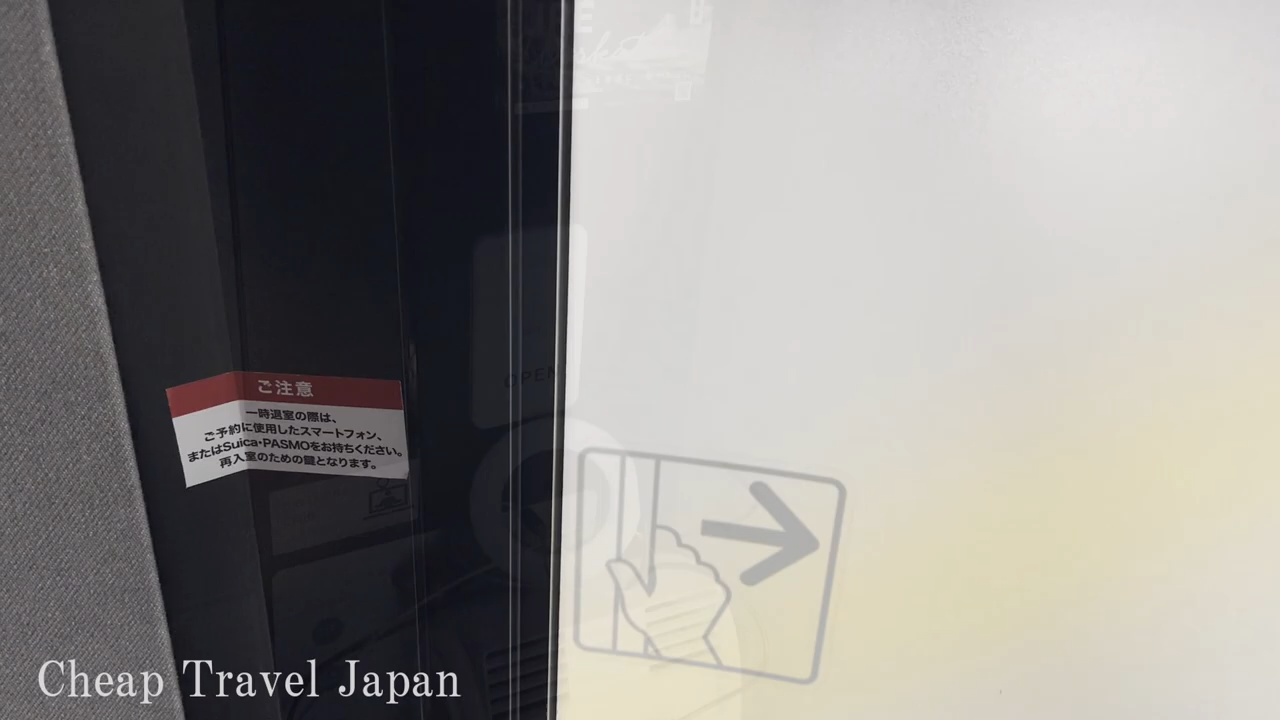 ご注意
一時退室の際は、
ご予約に使用したスマートフォン、
またはSuica・PASMOをお持ちください。
再入室のための鍵となります。
OPEN
Cheap Travel Japan